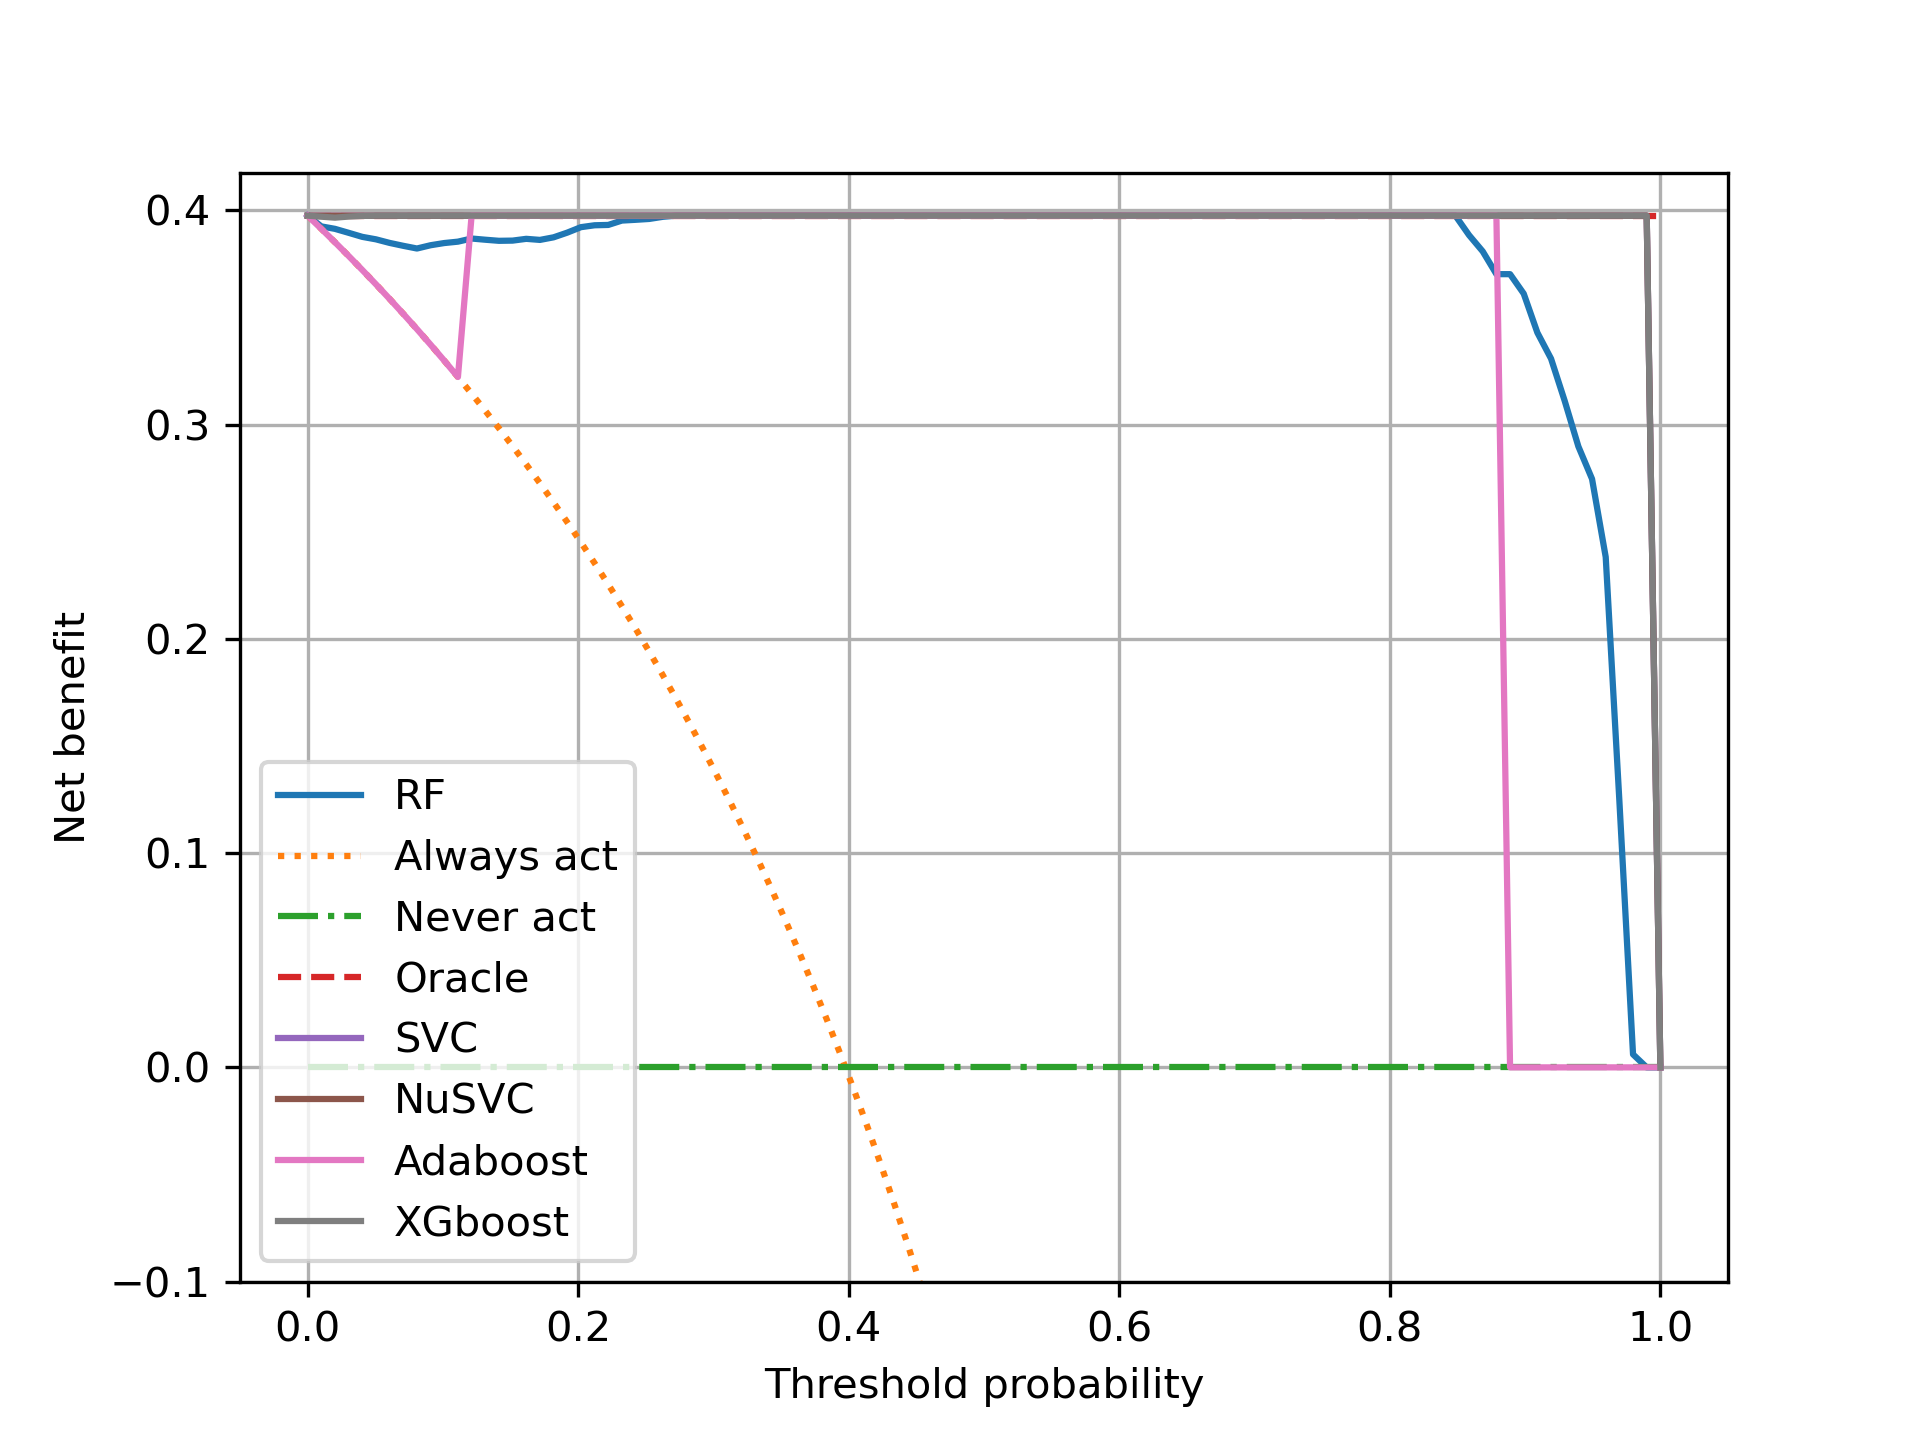 0.4
0.3
0.2
0.1
0.0
−0.1
Net benefit
RF
Always act
Never act
Oracle
SVC
NuSVC
Adaboost
XGboost
0.0 0.2 0.4 0.6 0.8 1.0
Threshold probability